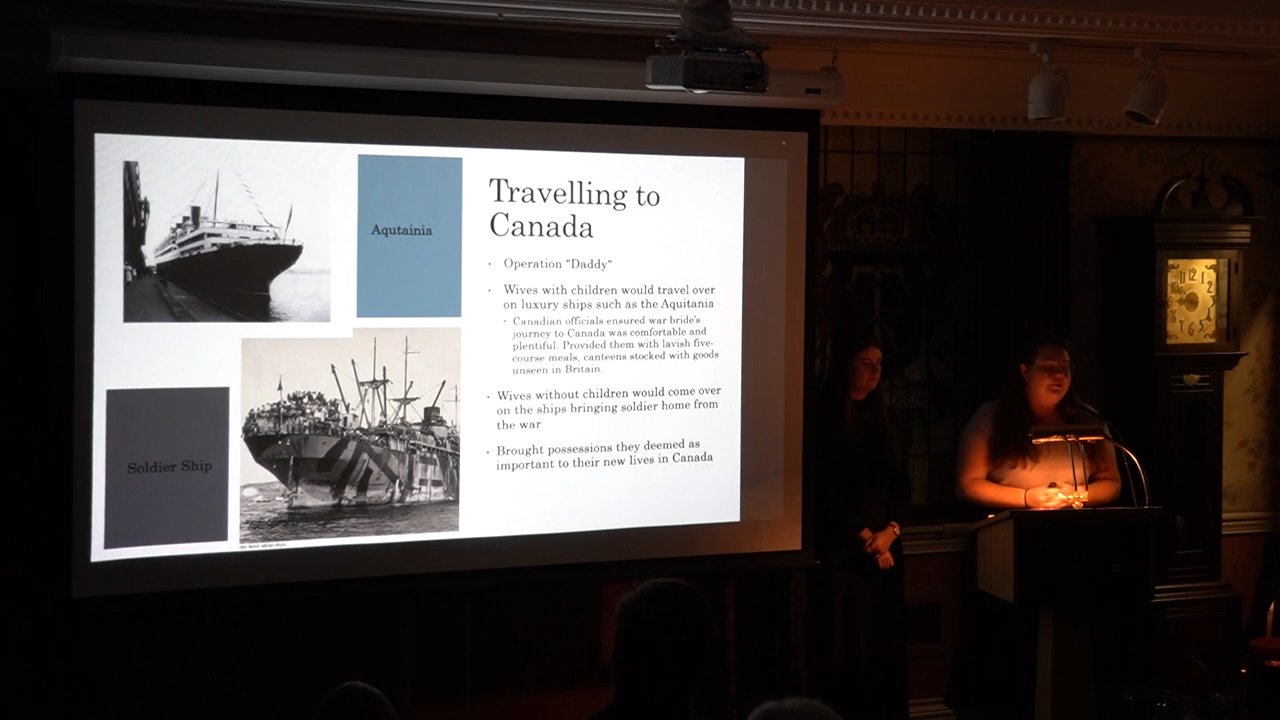 Aqutainia
Travelling to
Canada
Operation "Daddy"
Wives with children would travel over
on luxury ships such as the Aquitania
Canadian officials ensured war bride's
journey to Canada was comfortable and
plentiful. Provided them with lavish five-
course meals, canteens stocked with goods
unseen in Britain.
Wives without children would come over
on the ships bringing soldier home from
the war
Brought possessions they deemed as
important to their new lives in Canada
Soldier Ship